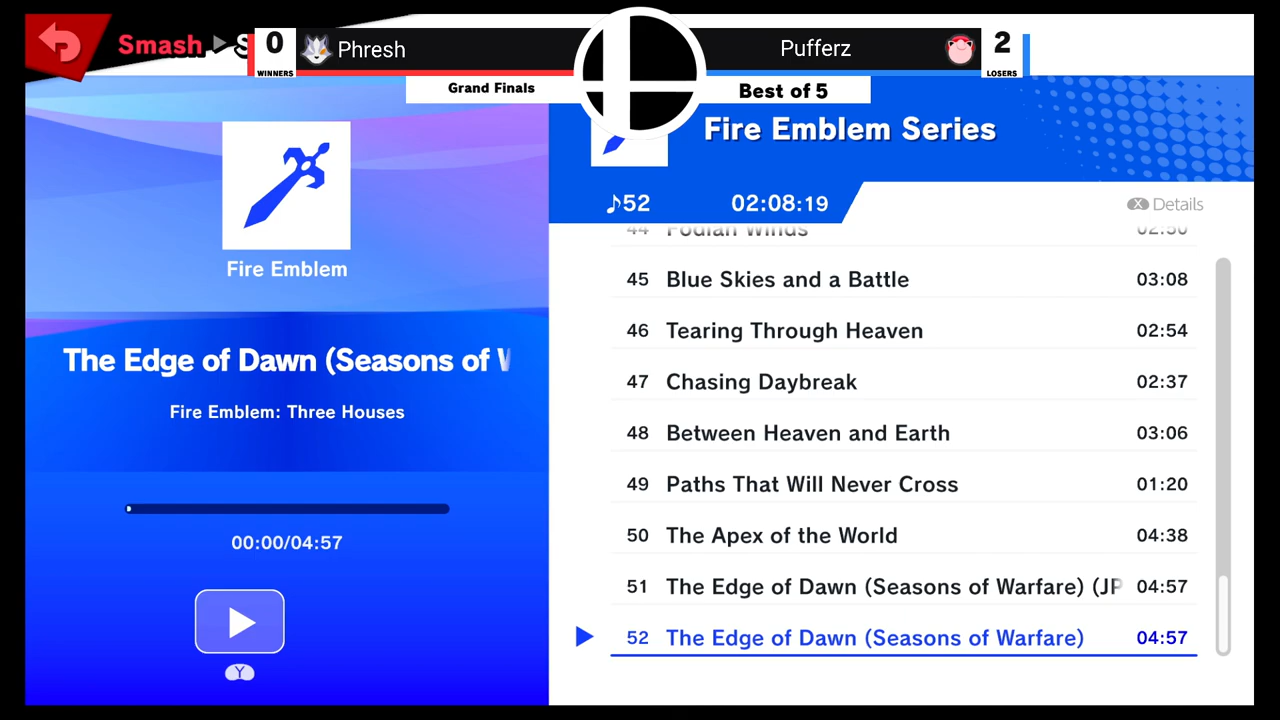 Smash
0
WINNERS
Phresh
Pufferz
2
LOSERS
Grand Finals
Best of 5
Fire Emblem Series
♪52 02:08:19
X Details
Fire Emblem
The Edge of Dawn (Seasons of
Fire Emblem: Three Houses
00:00/04:57
Y
44 Fódlan Winds 02:50
45 Blue Skies and a Battle 03:08
46 Tearing Through Heaven 02:54
47 Chasing Daybreak 02:37
48 Between Heaven and Earth 03:06
49 Paths That Will Never Cross 01:20
50 The Apex of the World 04:38
51 The Edge of Dawn (Seasons of Warfare) (JP 04:57
52 The Edge of Dawn (Seasons of Warfare) 04:57